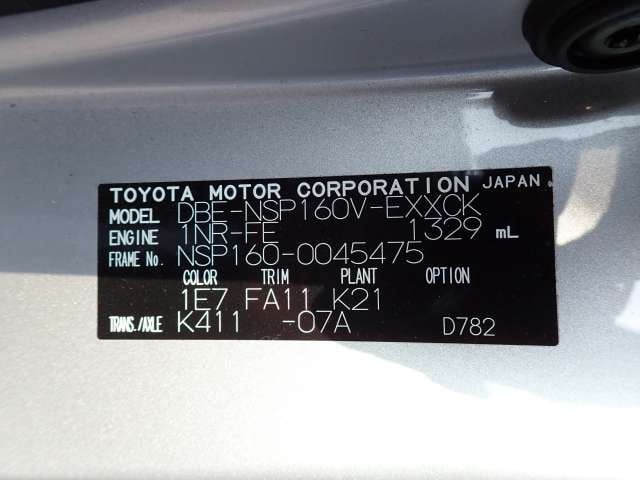 TOYOTA MOTOR CORPORATION JAPAN
MODEL DBE-NSP160V-EXXCK
ENGINE 1NR-FE 1329 mL
FRAME No. NSP160-0045475
COLOR TRIM PLANT OPTION
1E7 FA11 K21
TRANS./AXLE K411 -07A D782